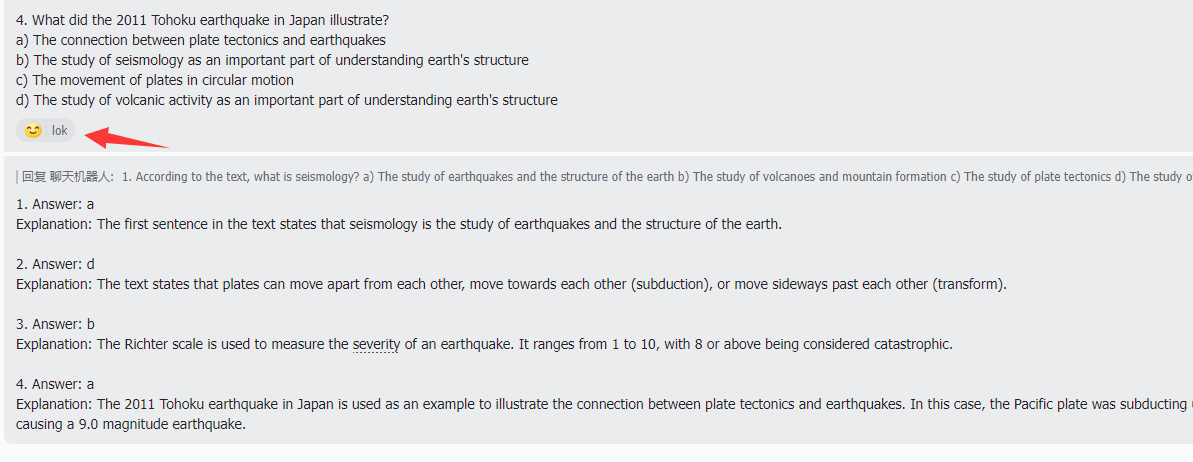 4. What did the 2011 Tohoku earthquake in Japan illustrate?
a) The connection between plate tectonics and earthquakes
b) The study of seismology as an important part of understanding earth's structure
c) The movement of plates in circular motion
d) The study of volcanic activity as an important part of understanding earth's structure
lok
回复 聊天机器人: 1. According to the text, what is seismology? a) The study of earthquakes and the structure of the earth b) The study of volcanoes and mountain formation c) The study of plate tectonics d) The study
1. Answer: a
Explanation: The first sentence in the text states that seismology is the study of earthquakes and the structure of the earth.
2. Answer: d
Explanation: The text states that plates can move apart from each other, move towards each other (subduction), or move sideways past each other (transform).
3. Answer: b
Explanation: The Richter scale is used to measure the severity of an earthquake. It ranges from 1 to 10, with 8 or above being considered catastrophic.
4. Answer: a
Explanation: The 2011 Tohoku earthquake in Japan is used as an example to illustrate the connection between plate tectonics and earthquakes. In this case, the Pacific plate was subducting
causing a 9.0 magnitude earthquake.